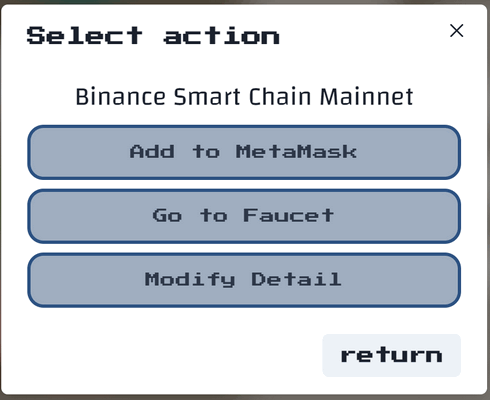 Select action
Binance Smart Chain Mainnet
Add to MetaMask
Go to Faucet
Modify Detail
return